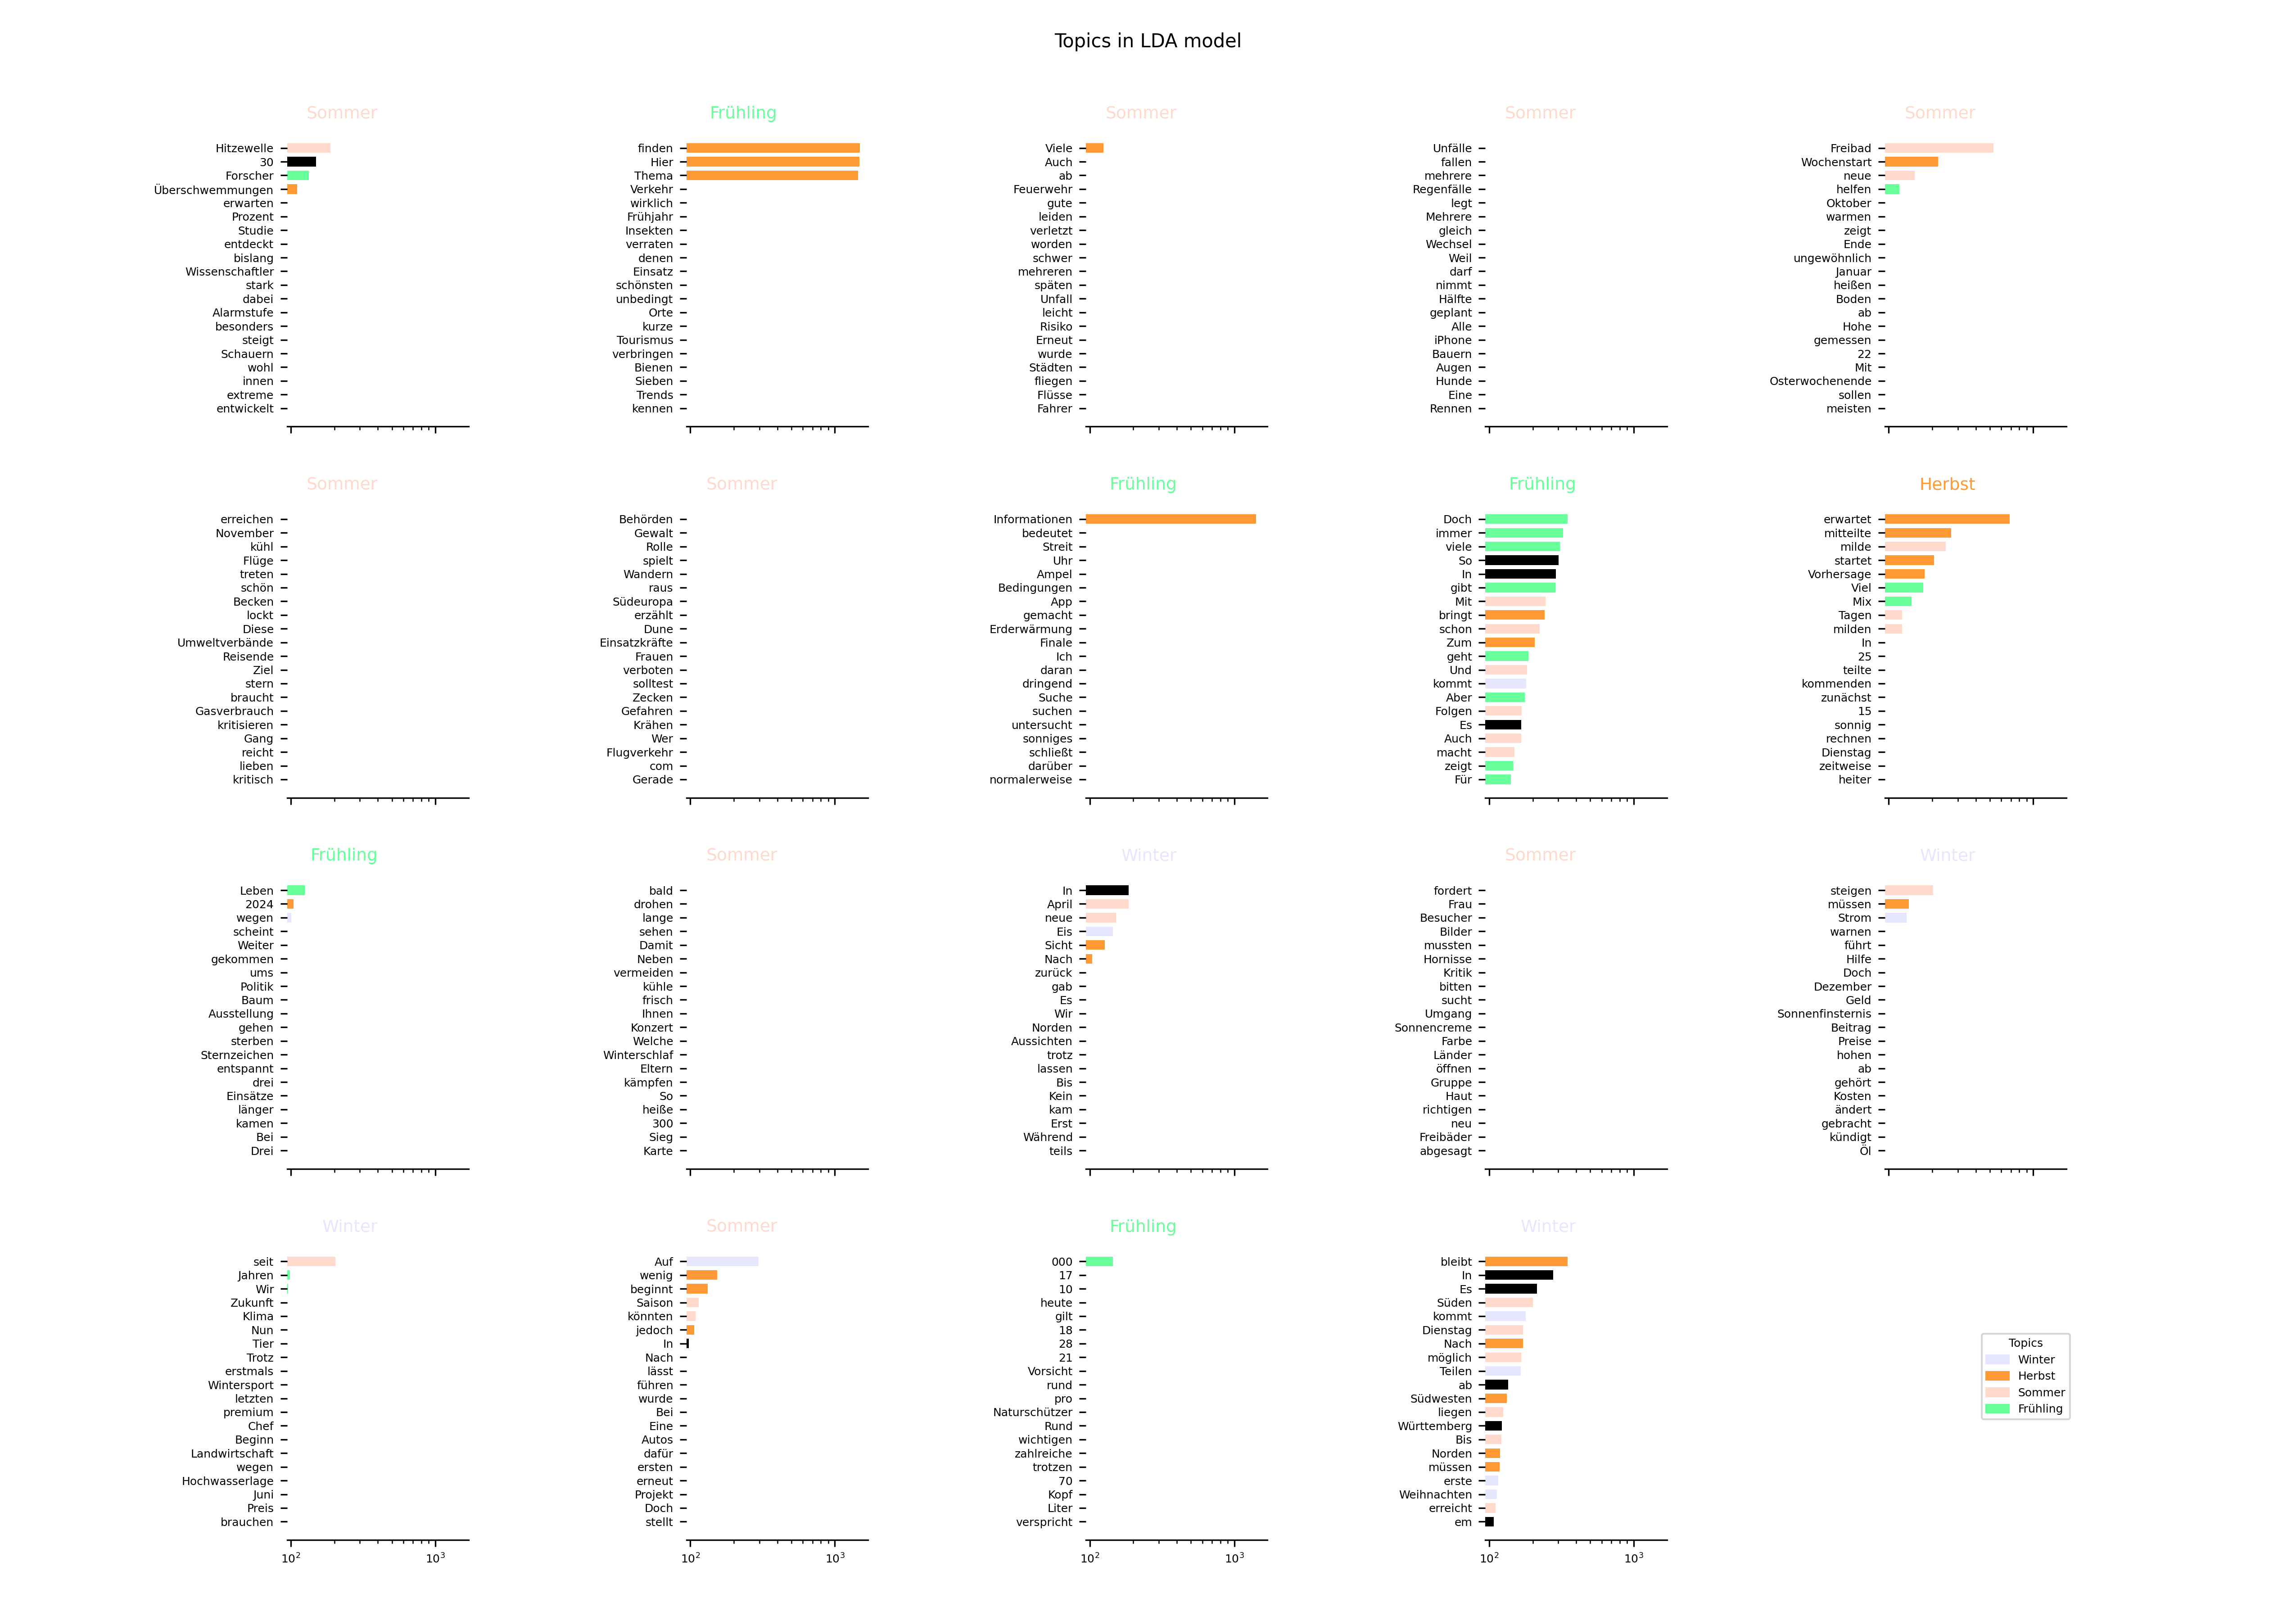 Topics in LDA model
Sommer
Hitzewelle
30
Forscher
Überschwemmungen
erwarten
Prozent
Studie
entdeckt
bislang
Wissenschaftler
stark
dabei
Alarmstufe
besonders
steigt
Schauern
wohl
innen
extreme
entwickelt
Frühling
finden
Hier
Thema
Verkehr
wirklich
Frühjahr
Insekten
verraten
denen
Einsatz
schönsten
unbedingt
Orte
kurze
Tourismus
verbringen
Bienen
Sieben
Trends
kennen
Sommer
Viele
Auch
ab
Feuerwehr
gute
leiden
verletzt
worden
schwer
mehreren
späten
Unfall
leicht
Risiko
Erneut
wurde
Städten
fliegen
Flüsse
Fahrer
Sommer
Unfälle
fallen
mehrere
Regenfälle
legt
Mehrere
gleich
Wechsel
Weil
darf
nimmt
Hälfte
geplant
Alle
iPhone
Bauern
Augen
Hunde
Eine
Rennen
Sommer
Freibad
Wochenstart
neue
helfen
Oktober
warmen
zeigt
Ende
ungewöhnlich
Januar
heißen
Boden
ab
Hohe
gemessen
22
Mit
Osterwochenende
sollen
meisten
Sommer
erreichen
November
kühl
Flüge
treten
schön
Becken
lockt
Diese
Umweltverbände
Reisende
Ziel
stern
braucht
Gasverbrauch
kritisieren
Gang
reicht
lieben
kritisch
Sommer
Behörden
Gewalt
Rolle
spielt
Wandern
raus
Südeuropa
erzählt
Dune
Einsatzkräfte
Frauen
verboten
solltest
Zecken
Gefahren
Krähen
Wer
Flugverkehr
com
Gerade
Frühling
Informationen
bedeutet
Streit
Uhr
Ampel
Bedingungen
App
gemacht
Erderwärmung
Finale
Ich
daran
dringend
Suche
suchen
untersucht
sonniges
schließt
darüber
normalerweise
Frühling
Doch
immer
viele
So
In
gibt
Mit
bringt
schon
Zum
geht
Und
kommt
Aber
Folgen
Es
Auch
macht
zeigt
Für
Herbst
erwartet
mitteilte
milde
startet
Vorhersage
Viel
Mix
Tagen
milden
In
25
teilte
kommenden
zunächst
15
sonnig
rechnen
Dienstag
zeitweise
heiter
Frühling
Leben
2024
wegen
scheint
Weiter
gekommen
ums
Politik
Baum
Ausstellung
gehen
sterben
Sternzeichen
entspannt
drei
Einsätze
länger
kamen
Bei
Drei
Sommer
bald
drohen
lange
sehen
Damit
Neben
vermeiden
kühle
frisch
Ihnen
Konzert
Welche
Winterschlaf
Eltern
kämpfen
So
heiße
300
Sieg
Karte
Winter
In
April
neue
Eis
Sicht
Nach
zurück
gab
Es
Wir
Norden
Aussichten
trotz
lassen
Bis
Kein
kam
Erst
Während
teils
Sommer
fordert
Frau
Besucher
Bilder
mussten
Hornisse
Kritik
bitten
sucht
Umgang
Sonnencreme
Farbe
Länder
öffnen
Gruppe
Haut
richtigen
neu
Freibäder
abgesagt
Winter
steigen
müssen
Strom
warnen
führt
Hilfe
Doch
Dezember
Geld
Sonnenfinsternis
Beitrag
Preise
hohen
ab
gehört
Kosten
ändert
gebracht
kündigt
Öl
Winter
seit
Jahren
Wir
Zukunft
Klima
Nun
Tier
Trotz
erstmals
Wintersport
letzten
premium
Chef
Beginn
Landwirtschaft
wegen
Hochwasserlage
Juni
Preis
brauchen
10² 10³
Sommer
Auf
wenig
beginnt
Saison
könnten
jedoch
In
Nach
lässt
führen
wurde
Bei
Eine
Autos
dafür
ersten
erneut
Projekt
Doch
stellt
10² 10³
Frühling
000
17
10
heute
gilt
18
28
21
Vorsicht
rund
pro
Naturschützer
Rund
wichtigen
zahlreiche
trotzen
70
Kopf
Liter
verspricht
10² 10³
Winter
bleibt
In
Es
Süden
kommt
Dienstag
Nach
möglich
Teilen
ab
Südwesten
liegen
Württemberg
Bis
Norden
müssen
erste
Weihnachten
erreicht
em
10² 10³
Topics
Winter
Herbst
Sommer
Frühling